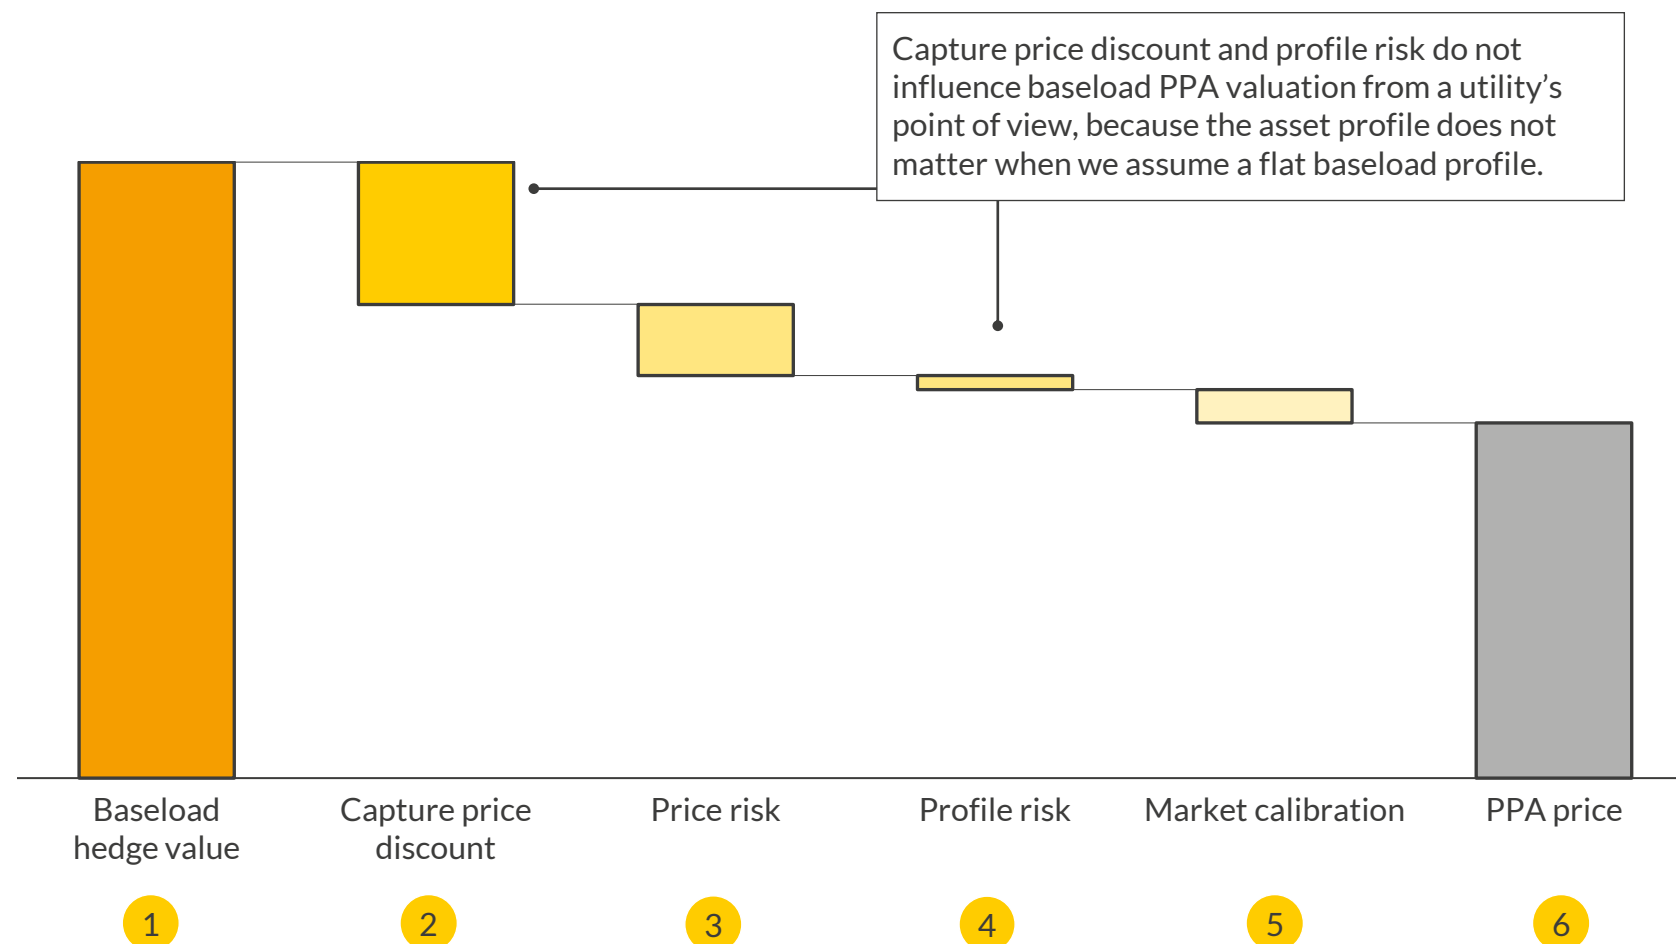 Capture price discount and profile risk do not
influence baseload PPA valuation from a utility’s
point of view, because the asset profile does not
matter when we assume a flat baseload profile.
Baseload
hedge value
Capture price
discount
Price risk
Profile risk
Market calibration
PPA price
1
2
3
4
5
6